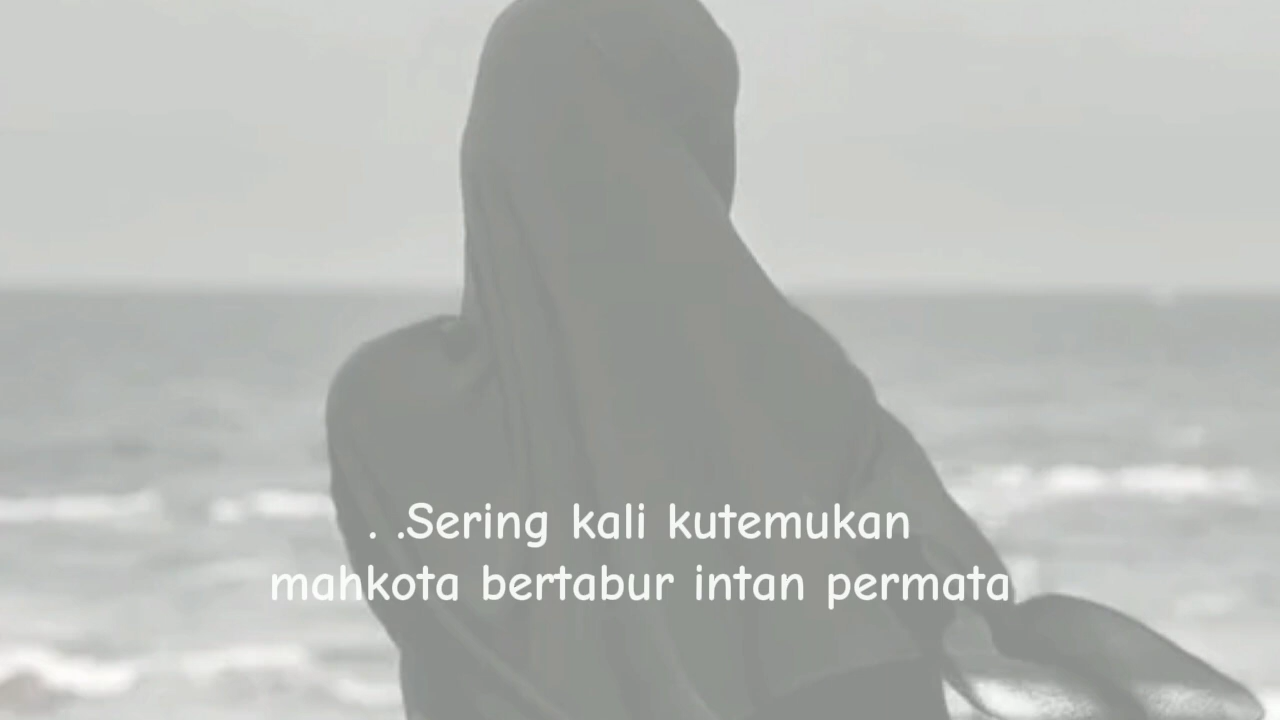 . .Sering kali kutemukan
mahkota bertabur intan permata